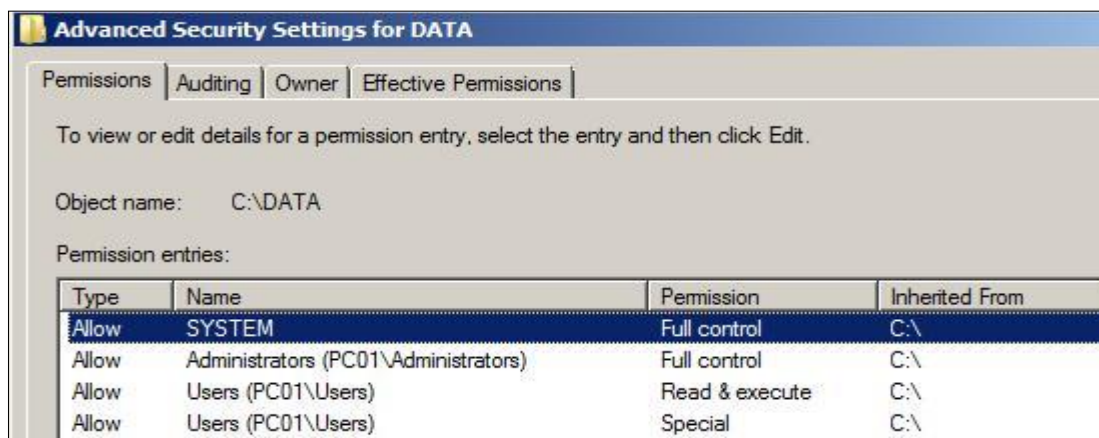 Advanced Security Settings for DATA
Permissions Auditing Owner Effective Permissions
To view or edit details for a permission entry, select the entry and then click Edit.
Object name: C:\DATA
Permission entries:
Type Name Permission Inherited From
Allow SYSTEM Full control C:\
Allow Administrators (PC01\Administrators) Full control C:\
Allow Users (PC01\Users) Read & execute C:\
Allow Users (PC01\Users) Special C:\